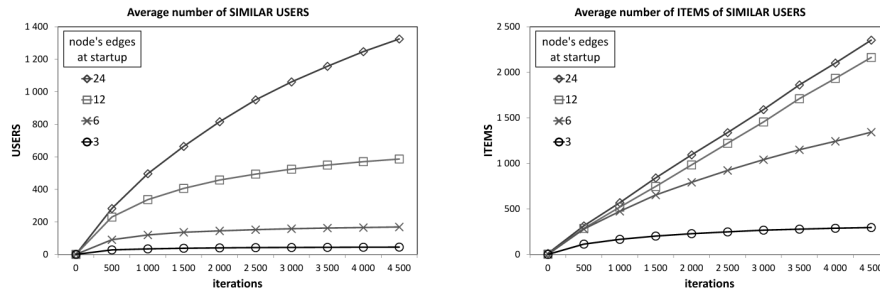 Average number of SIMILAR USERS
1 400
1 200
1 000
800
600
400
200
0
USERS
node's edges
at startup
24
12
6
3
0 500 1 000 1 500 2 000 2 500 3 000 3 500 4 000 4 500
iterations
Average number of ITEMS of SIMILAR USERS
2 500
2 000
1 500
1 000
500
0
ITEMS
node's edges
at startup
24
12
6
3
0 500 1 000 1 500 2 000 2 500 3 000 3 500 4 000 4 500
iterations